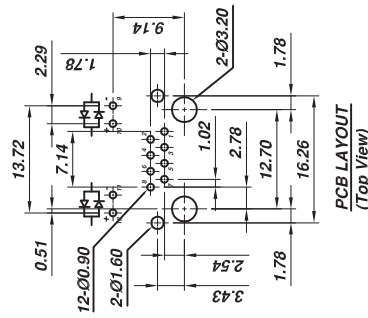 9.14
1.78
2-Ø3.20
2.29
1.78
13.72
7.14
1.02
2.78
12.70
16.26
0.51
12-Ø0.90
2-Ø1.60
2.54
3.43
1.78
PCB LAYOUT
(Top View)